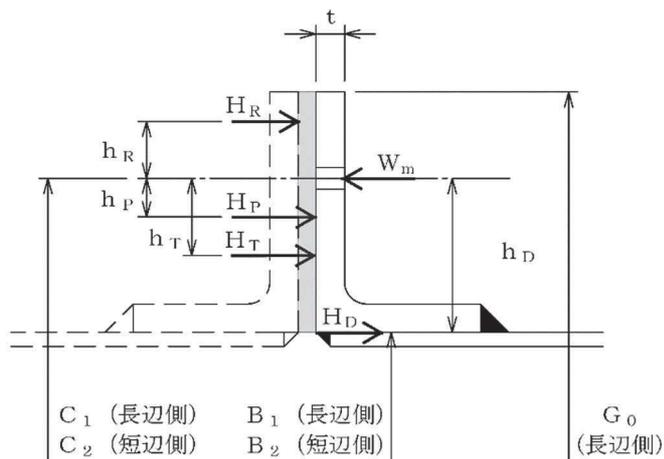 t
H R
h R
W m
h P
H P
h T
H T
h D
H D
C 1 (長辺側)
C 2 (短辺側)
B 1 (長辺側)
B 2 (短辺側)
G 0
(長辺側)